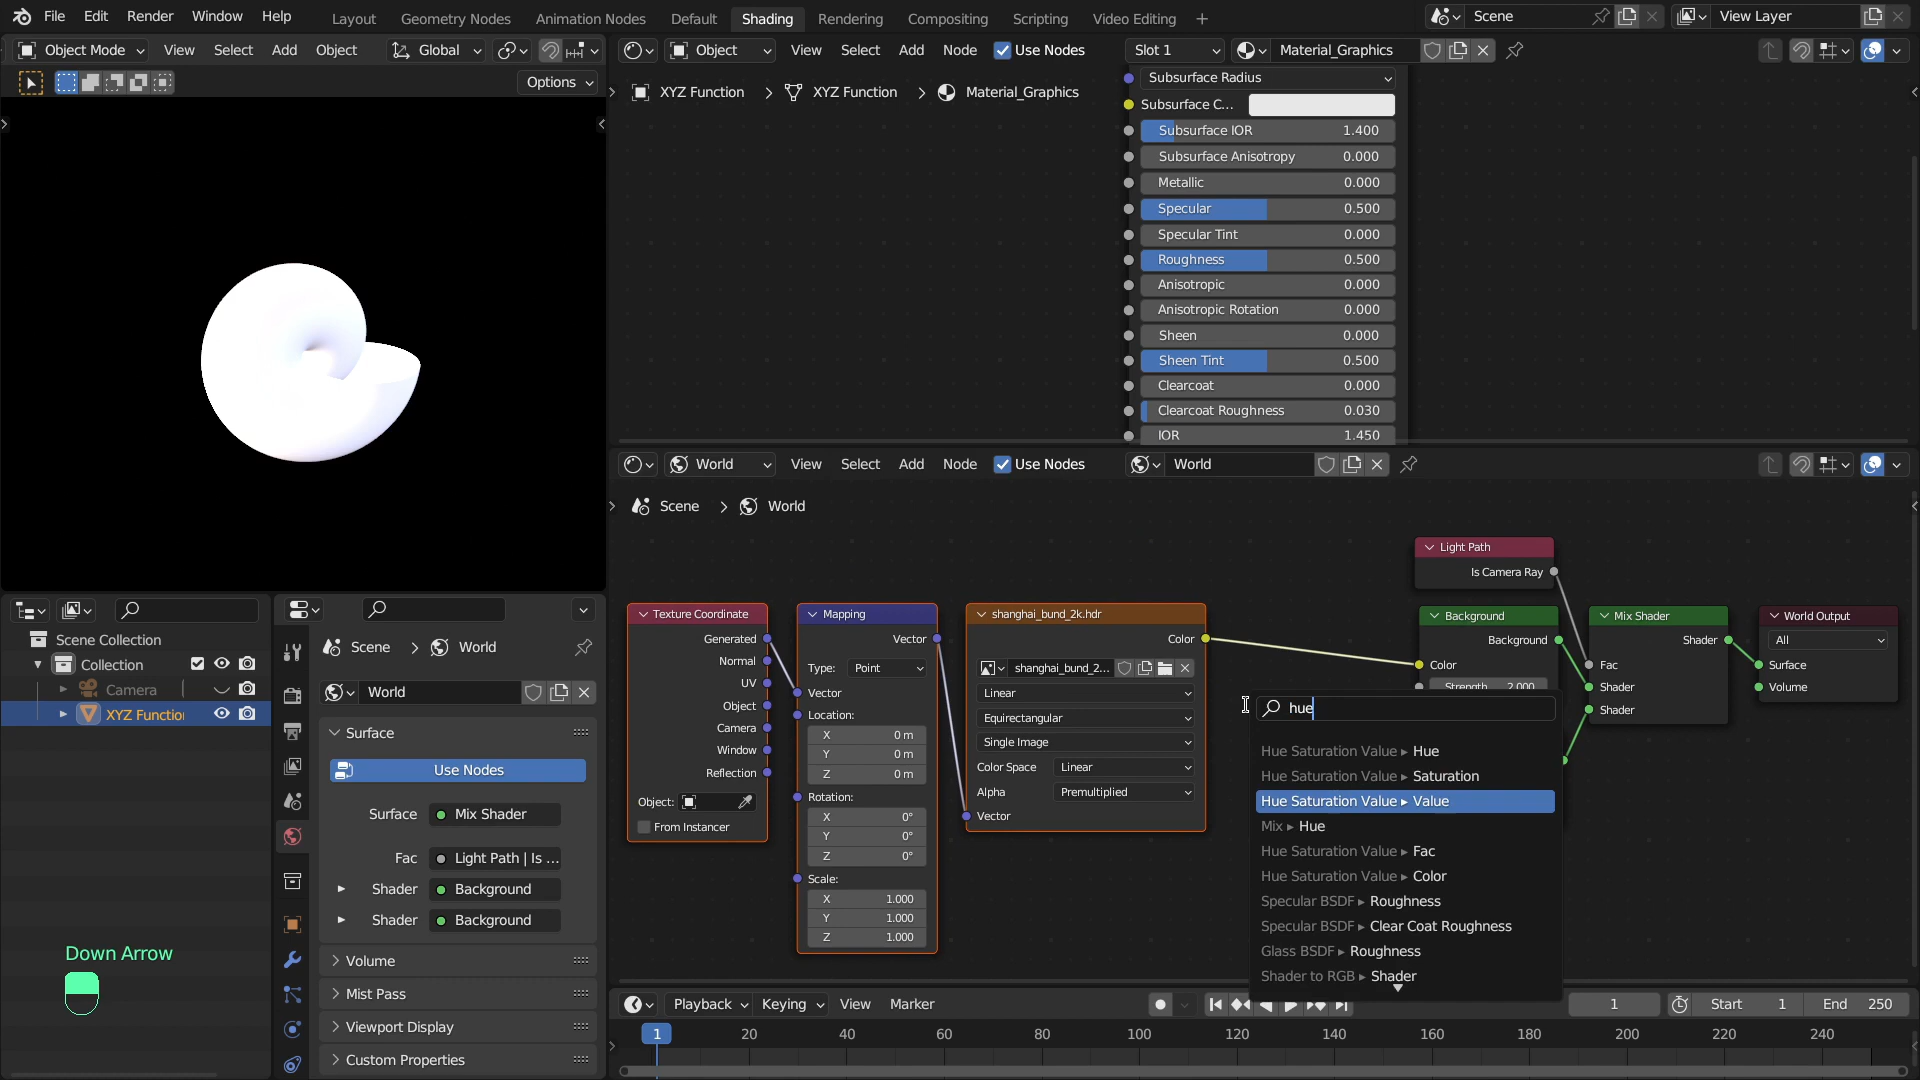 File Edit Render Window Help
Layout Geometry Nodes Animation Nodes Default Shading Rendering Compositing Scripting Video Editing +
Scene
View Layer
Object Mode View Select Add Object Global
Options
Object View Select Add Node Use Nodes Slot 1 Material_Graphics
XYZ Function > XYZ Function > Material_Graphics
Subsurface Radius
Subsurface C...
Subsurface IOR 1.400
Subsurface Anisotropy 0.000
Metallic 0.000
Specular 0.500
Specular Tint 0.000
Roughness 0.500
Anisotropic 0.000
Anisotropic Rotation 0.000
Sheen 0.000
Sheen Tint 0.500
Clearcoat 0.000
Clearcoat Roughness 0.030
IOR 1.450
World View Select Add Node Use Nodes World
Scene > World
Texture Coordinate
Generated
Normal
UV
Object
Camera
Window
Reflection
Object:
From Instancer
Mapping
Vector
Type: Point
Vector
Location:
X 0 m
Y 0 m
Z 0 m
Rotation:
X 0°
Y 0°
Z 0°
Scale:
X 1.000
Y 1.000
Z 1.000
shanghai_bund_2k.hdr
Color
shanghai_bund_2...
Linear
Equirectangular
Single Image
Color Space Linear
Alpha Premultiplied
Vector
Light Path
Is Camera Ray
Background
Background
Color
Strength 2.000
Mix Shader
Shader
Fac
Shader
Shader
World Output
All
Surface
Volume
hue
Hue Saturation Value ▸ Hue
Hue Saturation Value ▸ Saturation
Hue Saturation Value ▸ Value
Mix ▸ Hue
Hue Saturation Value ▸ Fac
Hue Saturation Value ▸ Color
Specular BSDF ▸ Roughness
Specular BSDF ▸ Clear Coat Roughness
Glass BSDF ▸ Roughness
Shader to RGB ▸ Shader
Scene Collection
Collection
Camera
XYZ Function
Down Arrow
Scene > World
World
Surface
Use Nodes
Surface Mix Shader
Fac Light Path | Is ...
Shader Background
Shader Background
Volume
Mist Pass
Viewport Display
Custom Properties
Playback Keying View Marker
1 Start 1 End 250
1 20 40 60 80 100 120 140 160 180 200 220 240